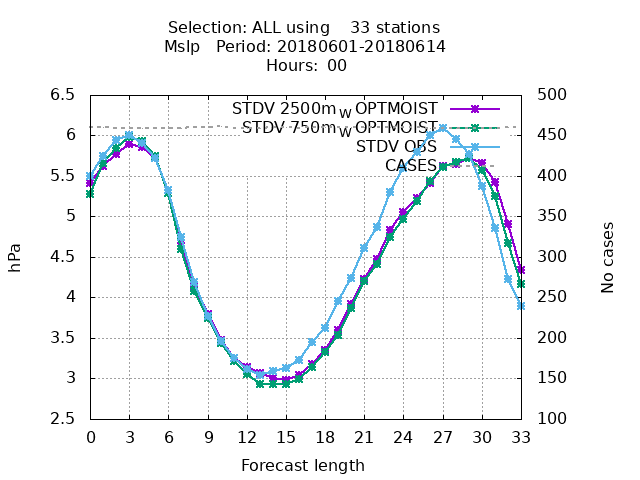 Selection: ALL using    33 stations
Mslp   Period: 20180601-20180614
Hours:  00
STDV 2500m_W OPTMOIST
STDV 750m_W OPTMOIST
STDV OBS
CASES
6.5
6
5.5
5
4.5
4
3.5
3
2.5
hPa
500
450
400
350
300
250
200
150
100
No cases
0 3 6 9 12 15 18 21 24 27 30 33
Forecast length